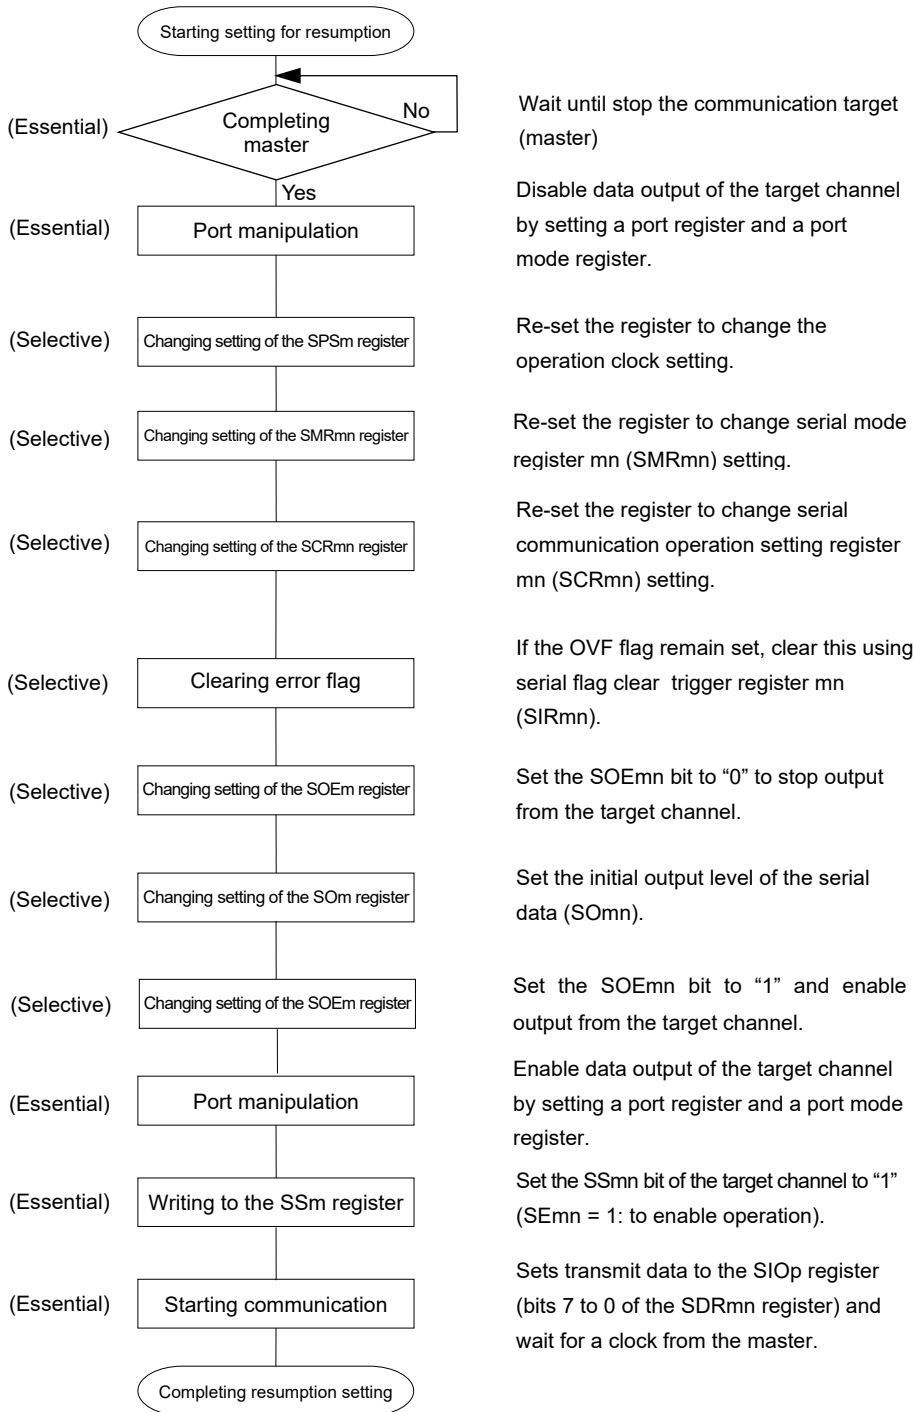 Starting setting for resumption
(Essential)
Completing
master
No
Wait until stop the communication target
(master)
Yes
(Essential)
Port manipulation
Disable data output of the target channel
by setting a port register and a port
mode register.
(Selective)
Changing setting of the SPSm register
Re-set the register to change the
operation clock setting.
(Selective)
Changing setting of the SMRmn register
Re-set the register to change serial mode
register mn (SMRmn) setting.
(Selective)
Changing setting of the SCRmn register
Re-set the register to change serial
communication operation setting register
mn (SCRmn) setting.
(Selective)
Clearing error flag
If the OVF flag remain set, clear this using
serial flag clear trigger register mn
(SIRmn).
(Selective)
Changing setting of the SOEm register
Set the SOEmn bit to “0” to stop output
from the target channel.
(Selective)
Changing setting of the SOm register
Set the initial output level of the serial
data (SOmn).
(Selective)
Changing setting of the SOEm register
Set the SOEmn bit to “1” and enable
output from the target channel.
(Essential)
Port manipulation
Enable data output of the target channel
by setting a port register and a port mode
register.
(Essential)
Writing to the SSm register
Set the SSmn bit of the target channel to “1”
(SEmn = 1: to enable operation).
(Essential)
Starting communication
Sets transmit data to the SIOp register
(bits 7 to 0 of the SDRmn register) and
wait for a clock from the master.
Completing resumption setting